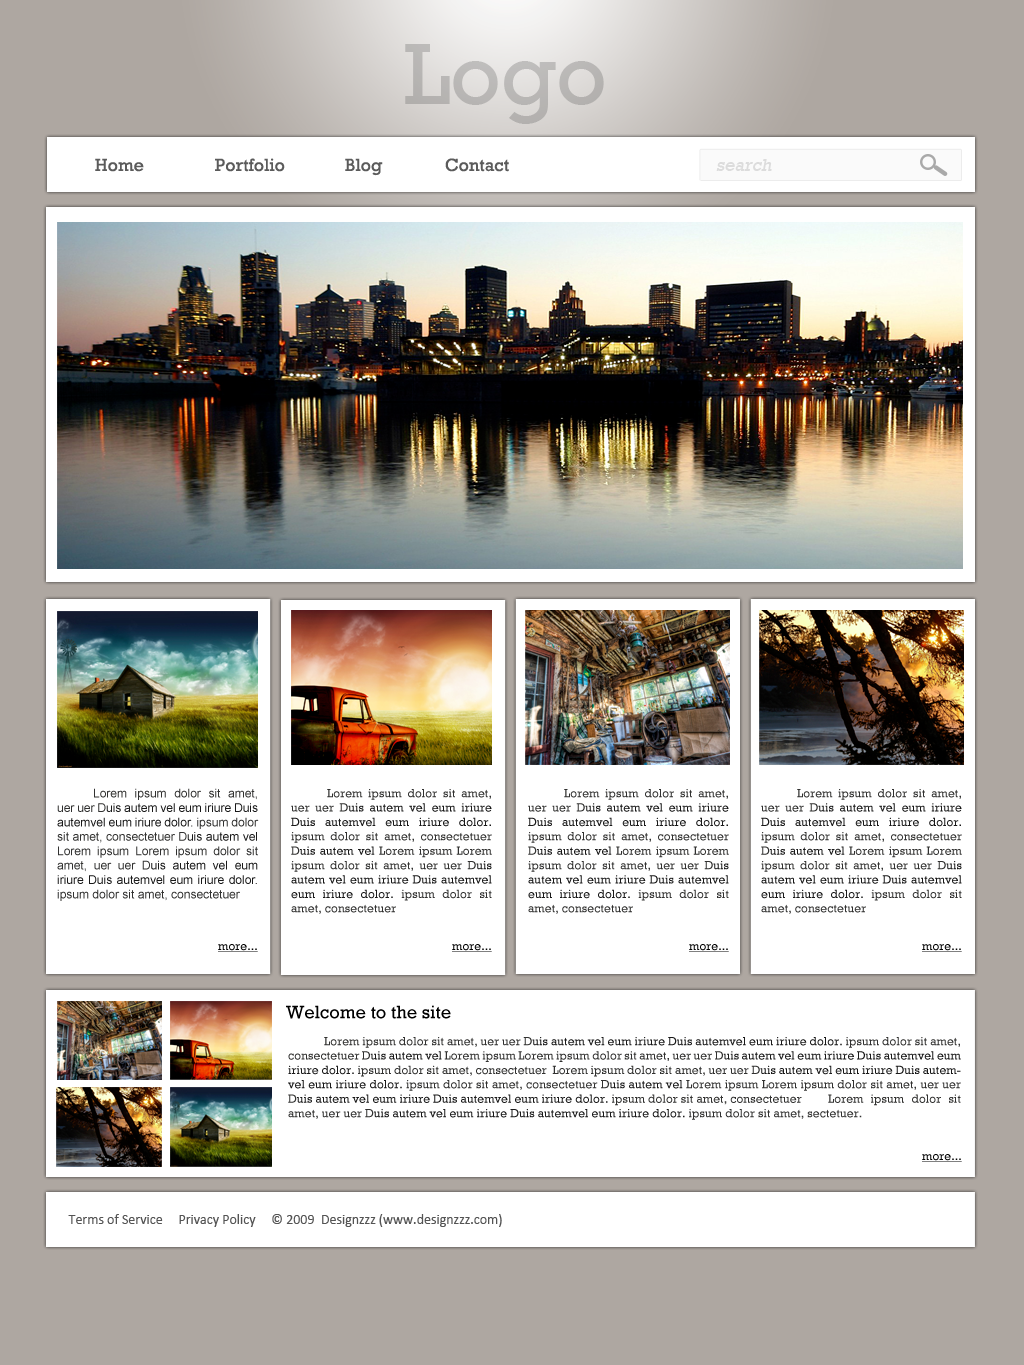 Logo
Home Portfolio Blog Contact search
Lorem ipsum dolor sit amet,
uer uer Duis autem vel eum iriure Duis
autemvel eum iriure dolor. ipsum dolor
sit amet, consectetuer Duis autem vel
Lorem ipsum Lorem ipsum dolor sit
amet, uer uer Duis autem vel eum
iriure Duis autemvel eum iriure dolor.
ipsum dolor sit amet, consectetuer
more...
Lorem ipsum dolor sit amet,
uer uer Duis autem vel eum iriure
Duis autemvel eum iriure dolor.
ipsum dolor sit amet, consectetuer
Duis autem vel Lorem ipsum Lorem
ipsum dolor sit amet, uer uer Duis
autem vel eum iriure Duis autemvel
eum iriure dolor. ipsum dolor sit
amet, consectetuer
more...
Lorem ipsum dolor sit amet,
uer uer Duis autem vel eum iriure
Duis autemvel eum iriure dolor.
ipsum dolor sit amet, consectetuer
Duis autem vel Lorem ipsum Lorem
ipsum dolor sit amet, uer uer Duis
autem vel eum iriure Duis autemvel
eum iriure dolor. ipsum dolor sit
amet, consectetuer
more...
Lorem ipsum dolor sit amet,
uer uer Duis autem vel eum iriure
Duis autemvel eum iriure dolor.
ipsum dolor sit amet, consectetuer
Duis autem vel Lorem ipsum Lorem
ipsum dolor sit amet, uer uer Duis
autem vel eum iriure Duis autemvel
eum iriure dolor. ipsum dolor sit
amet, consectetuer
more...
Welcome to the site
Lorem ipsum dolor sit amet, uer uer Duis autem vel eum iriure Duis autemvel eum iriure dolor. ipsum dolor sit amet,
consectetuer Duis autem vel Lorem ipsum Lorem ipsum dolor sit amet, uer uer Duis autem vel eum iriure Duis autemvel eum
iriure dolor. ipsum dolor sit amet, consectetuer Lorem ipsum dolor sit amet, uer uer Duis autem vel eum iriure Duis autem-
vel eum iriure dolor. ipsum dolor sit amet, consectetuer Duis autem vel Lorem ipsum Lorem ipsum dolor sit amet, uer uer
Duis autem vel eum iriure Duis autemvel eum iriure dolor. ipsum dolor sit amet, consectetuer Lorem ipsum dolor sit
amet, uer uer Duis autem vel eum iriure Duis autemvel eum iriure dolor. ipsum dolor sit amet, sectetuer.
more...
Terms of Service Privacy Policy © 2009 Designzzz (www.designzzz.com)